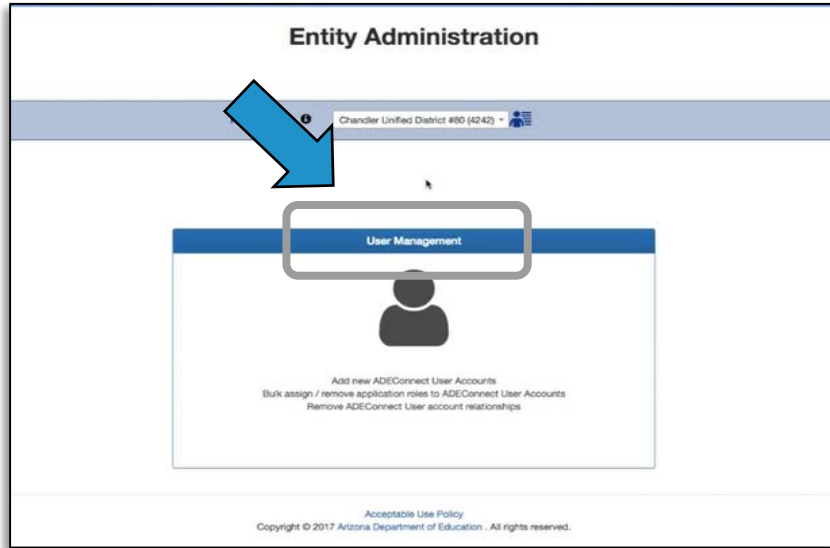 Entity Administration
Chandler Unified District #80 (4242)
User Management
Add new ADEConnect User Accounts
Bulk assign / remove application roles to ADEConnect User Accounts
Remove ADEConnect User account relationships
Acceptable Use Policy
Copyright © 2017 Arizona Department of Education . All rights reserved.